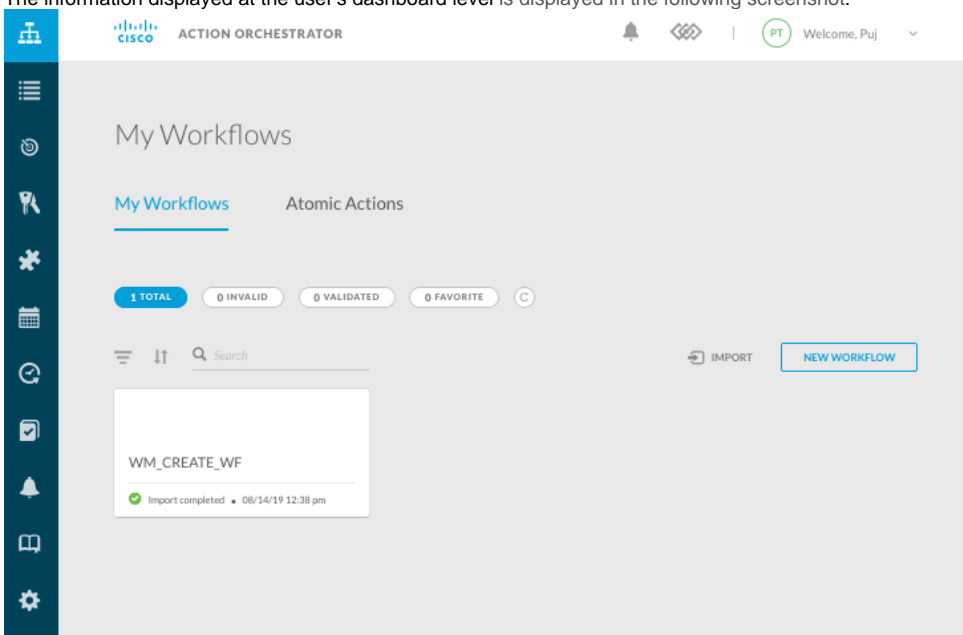 The information displayed at the user's dashboard level is displayed in the following screenshot.
cisco ACTION ORCHESTRATOR PT Welcome, Puj
My Workflows
My Workflows Atomic Actions
1 TOTAL 0 INVALID 0 VALIDATED 0 FAVORITE
Search IMPORT NEW WORKFLOW
WM_CREATE_WF
Import completed • 08/14/19 12:38 pm